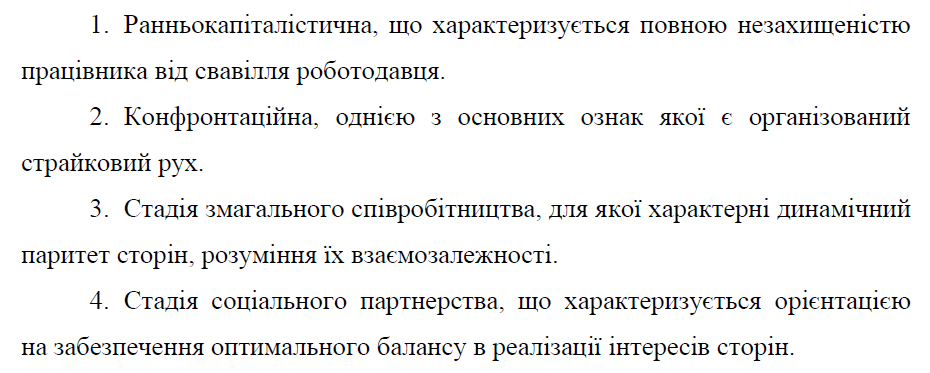 1. Ранньокапіталістична, що характеризується повною незахищеністю
працівника від свавілля роботодавця.
2. Конфронтаційна, однією з основних ознак якої є організований
страйковий рух.
3. Стадія змагального співробітництва, для якої характерні динамічний
паритет сторін, розуміння їх взаємозалежності.
4. Стадія соціального партнерства, що характеризується орієнтацією
на забезпечення оптимального балансу в реалізації інтересів сторін.